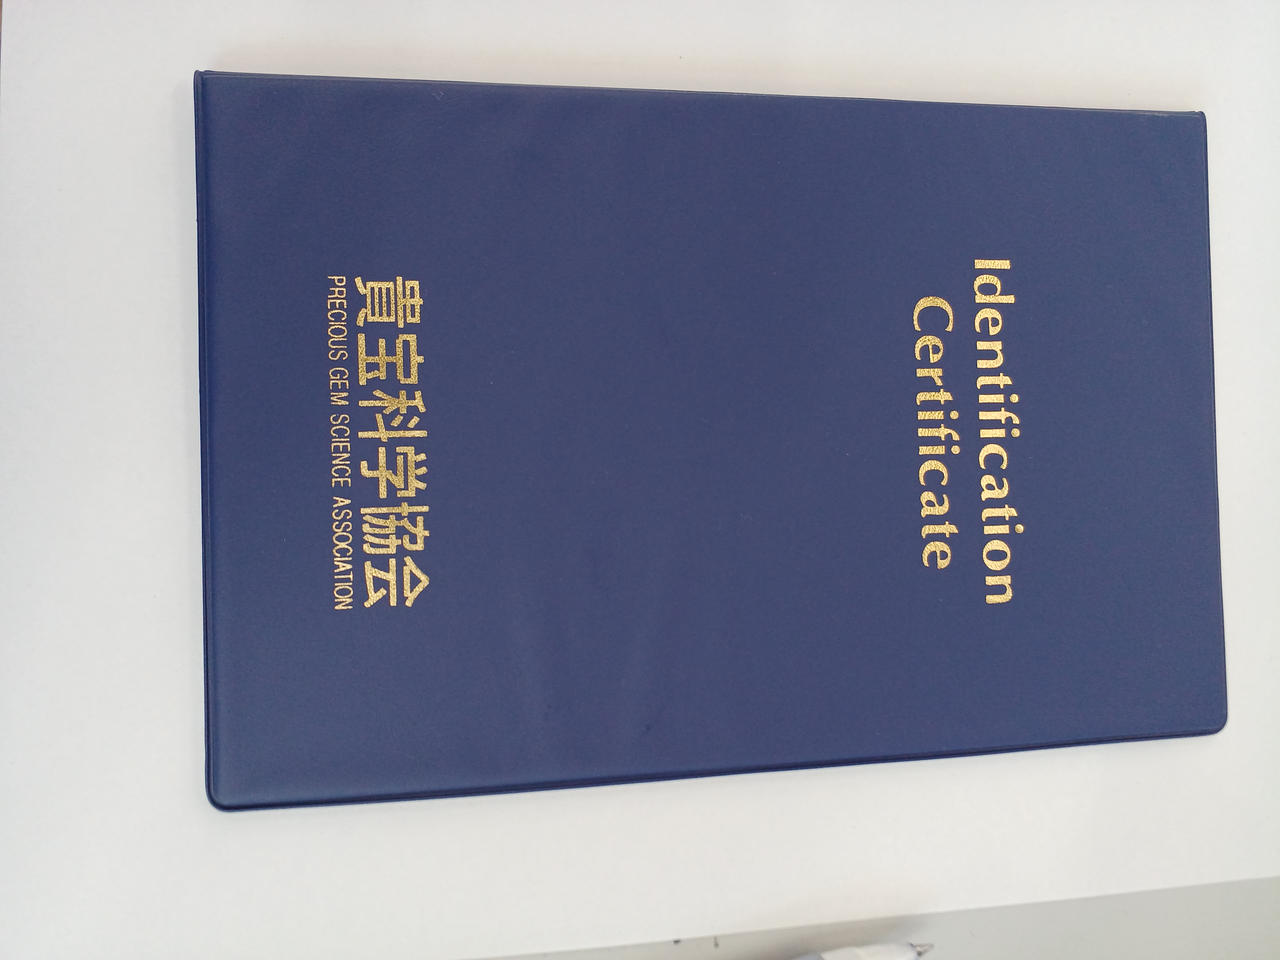 Identification
Certificate
貴宝科学協会
PRECIOUS GEM SCIENCE ASSOCIATION